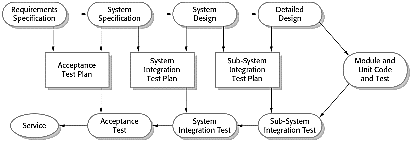 Requirements
Specification
System
Specification
System
Design
Detailed
Design
Acceptance
Test Plan
System
Integration
Test Plan
Sub-System
Integration
Test Plan
Module and
Unit Code
and Test
Service
Acceptance
Test
System
Integration Test
Sub-System
Integration Test